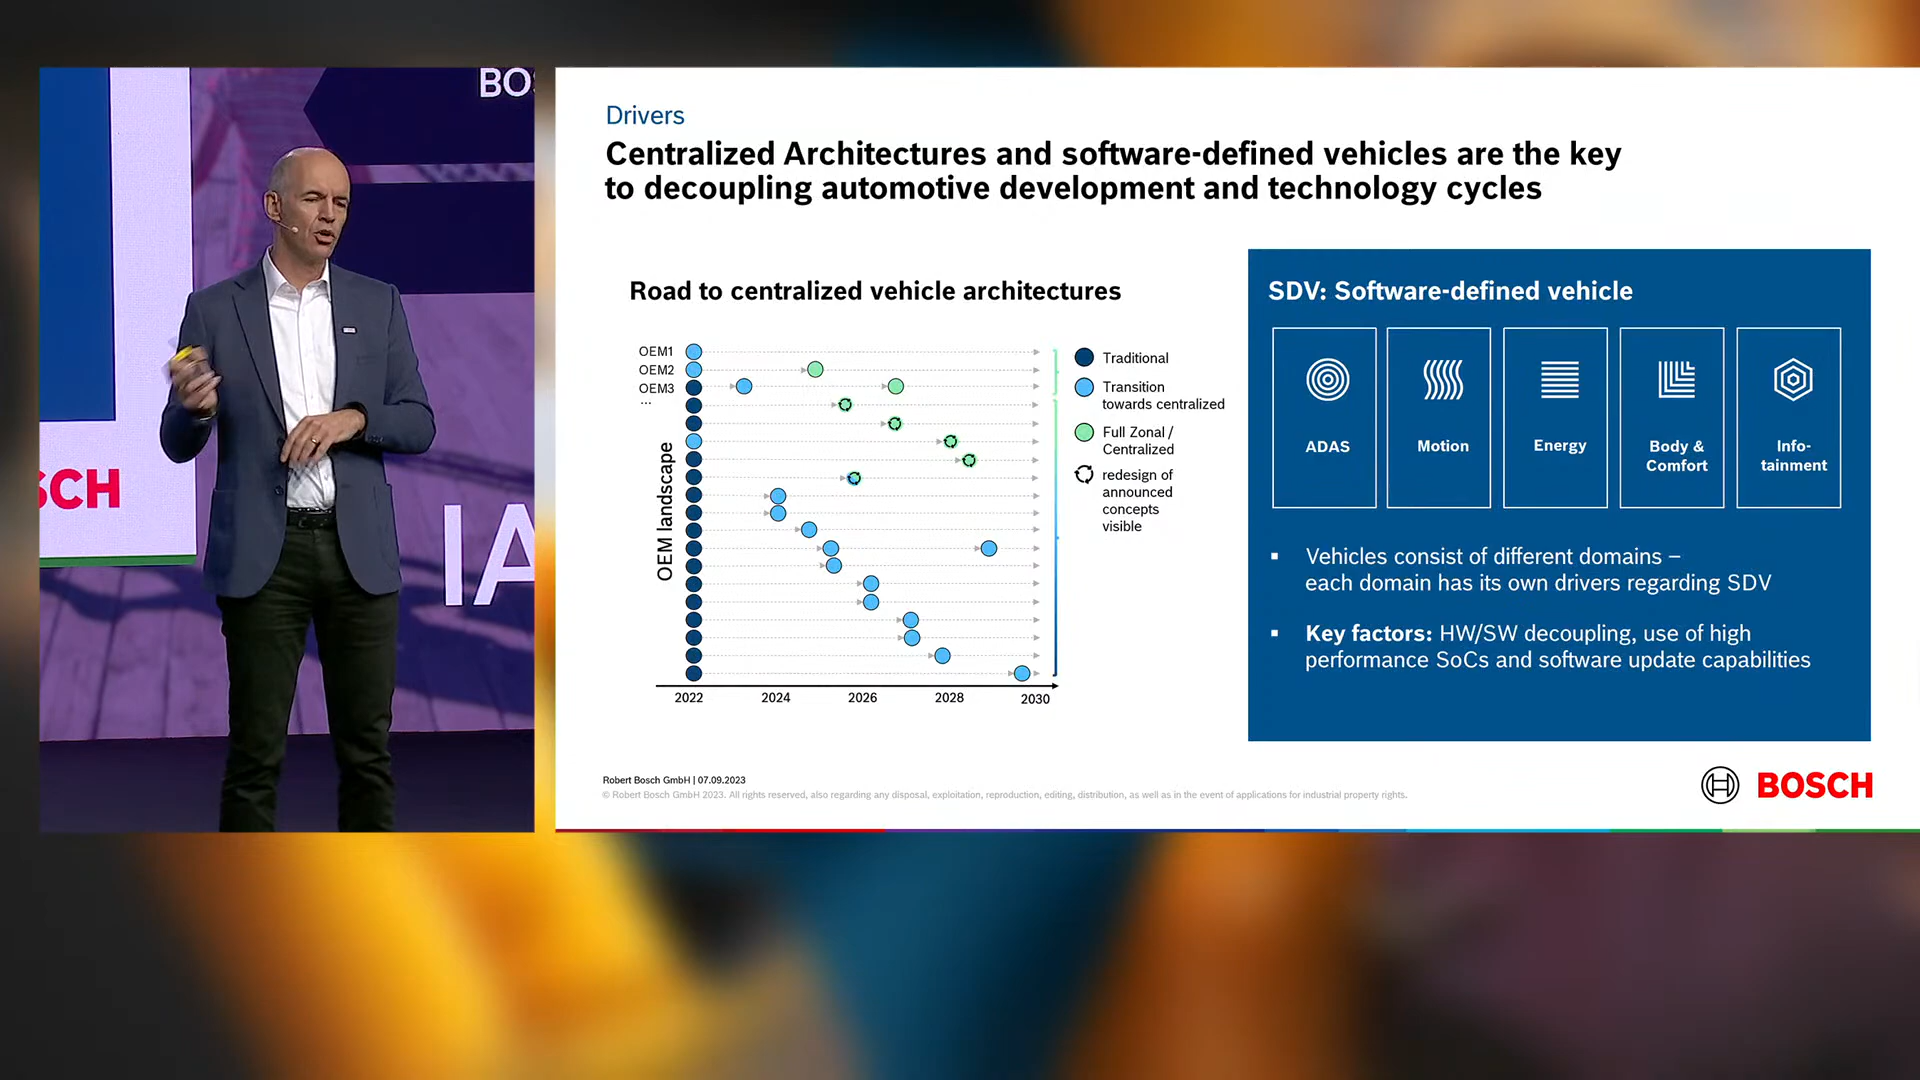 BOS
SCH
IA
Drivers
Centralized Architectures and software-defined vehicles are the key
to decoupling automotive development and technology cycles
Road to centralized vehicle architectures
OEM1
OEM2
OEM3
...
OEM landscape
2022
2024
2026
2028
2030
Traditional
Transition
towards centralized
Full Zonal /
Centralized
redesign of
announced
concepts
visible
SDV: Software-defined vehicle
ADAS
Motion
Energy
Body &
Comfort
Info-
tainment
▪ Vehicles consist of different domains –
each domain has its own drivers regarding SDV
▪ Key factors: HW/SW decoupling, use of high
performance SoCs and software update capabilities
Robert Bosch GmbH | 07.09.2023
© Robert Bosch GmbH 2023. All rights reserved, also regarding any disposal, exploitation, reproduction, editing, distribution, as well as in the event of applications for industrial property rights.
BOSCH